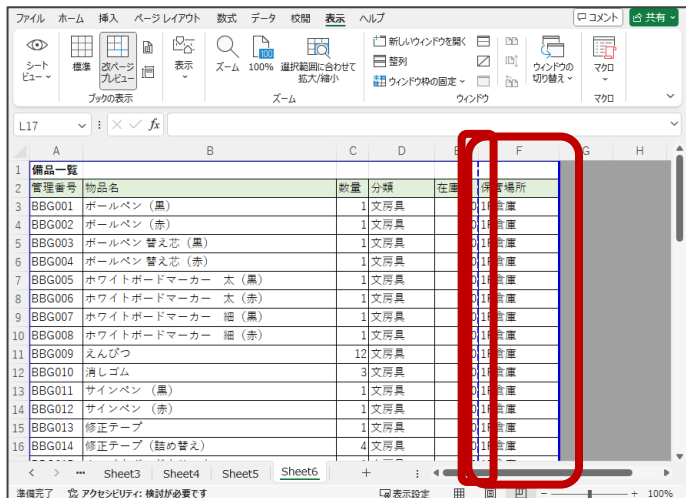 ファイル ホーム 挿入 ページ レイアウト 数式 データ 校閲 表示 ヘルプ コメント 共有
シート ビュー
標準
改ページ プレビュー
表示
ズーム
100%
選択範囲に合わせて 拡大/縮小
新しいウィンドウを開く
整列
ウィンドウ枠の固定
ウィンドウの 切り替え
マクロ
ブックの表示 ズーム ウィンドウ マクロ
L17 fx
A B C D E F G H
1 備品一覧
2 管理番号 物品名 数量 分類 在庫 保管場所
3 BBG001 ボールペン（黒） 1 文房具 0 1F倉庫
4 BBG002 ボールペン（赤） 1 文房具 0 1F倉庫
5 BBG003 ボールペン 替え芯（黒） 1 文房具 0 1F倉庫
6 BBG004 ボールペン 替え芯（赤） 1 文房具 0 1F倉庫
7 BBG005 ホワイトボードマーカー 太（黒） 1 文房具 0 1F倉庫
8 BBG006 ホワイトボードマーカー 太（赤） 1 文房具 0 1F倉庫
9 BBG007 ホワイトボードマーカー 細（黒） 1 文房具 0 1F倉庫
10 BBG008 ホワイトボードマーカー 細（赤） 1 文房具 0 1F倉庫
11 BBG009 えんぴつ 12 文房具 0 1F倉庫
12 BBG010 消しゴム 3 文房具 0 1F倉庫
13 BBG011 サインペン （黒） 1 文房具 0 1F倉庫
14 BBG012 サインペン （赤） 1 文房具 0 1F倉庫
15 BBG013 修正テープ 1 文房具 0 1F倉庫
16 BBG014 修正テープ（詰め替え） 4 文房具 0 1F倉庫
Sheet3 Sheet4 Sheet5 Sheet6
準備完了 アクセシビリティ: 検討が必要です 表示設定 100%